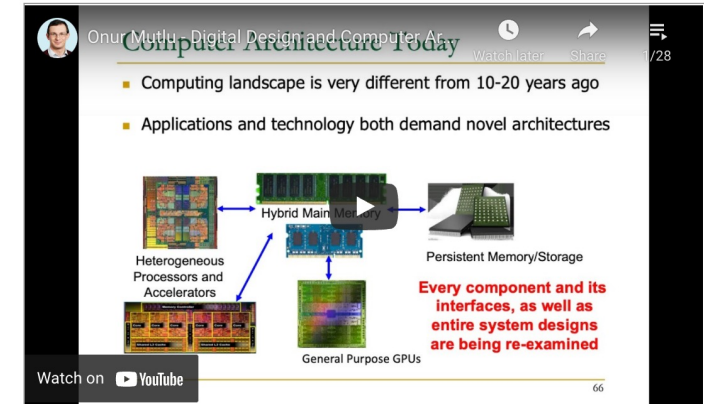 Onur Mutlu - Digital Design and Computer Ar...
Computer Architecture Today
Watch later
Share
1/28
Computing landscape is very different from 10-20 years ago
Applications and technology both demand novel architectures
Hybrid Main Memory
Heterogeneous
Processors and
Accelerators
Persistent Memory/Storage
General Purpose GPUs
Every component and its
interfaces, as well as
entire system designs
are being re-examined
Watch on YouTube
66